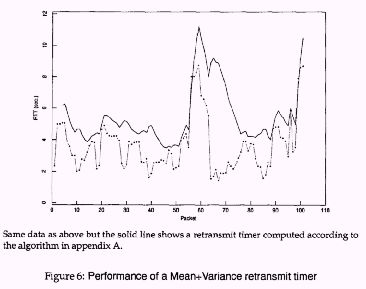 12
10
8
6
4
2
0
RTT (sec.)
0 10 20 30 40 50 60 70 80 90 100 110
Packet
Same data as above but the solid line shows a retransmit timer computed according to
the algorithm in appendix A.
Figure 6: Performance of a Mean+Variance retransmit timer